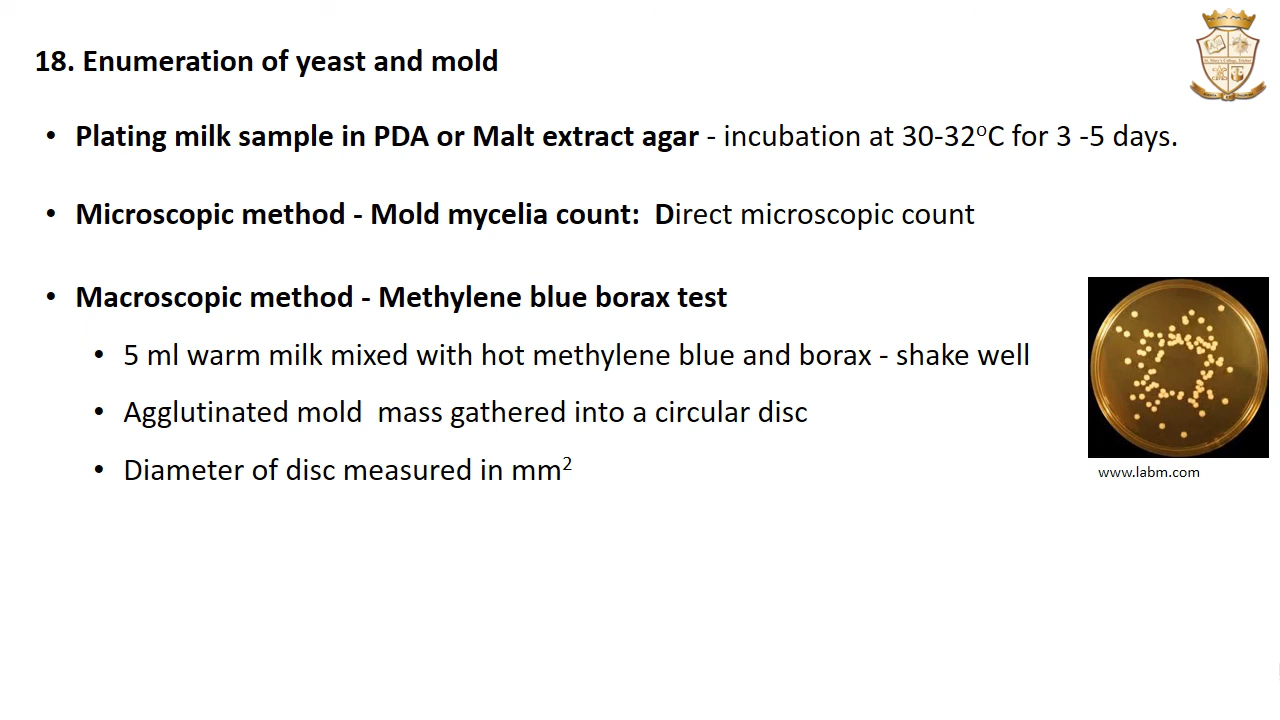 18. Enumeration of yeast and mold
• Plating milk sample in PDA or Malt extract agar - incubation at 30-32ᴼC for 3 -5 days.
• Microscopic method - Mold mycelia count:  Direct microscopic count
• Macroscopic method - Methylene blue borax test
• 5 ml warm milk mixed with hot methylene blue and borax - shake well
• Agglutinated mold  mass gathered into a circular disc
• Diameter of disc measured in mm²
www.labm.com